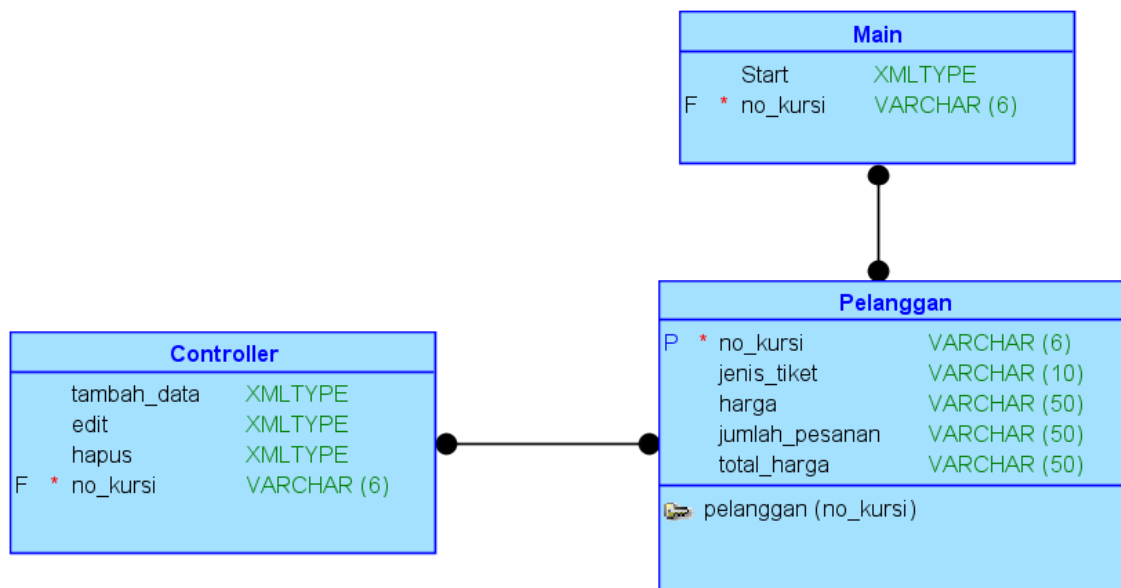 Main
Start XMLTYPE
F * no_kursi VARCHAR (6)
Pelanggan
P * no_kursi VARCHAR (6)
jenis_tiket VARCHAR (10)
harga VARCHAR (50)
jumlah_pesanan VARCHAR (50)
total_harga VARCHAR (50)
pelanggan (no_kursi)
Controller
tambah_data XMLTYPE
edit XMLTYPE
hapus XMLTYPE
F * no_kursi VARCHAR (6)